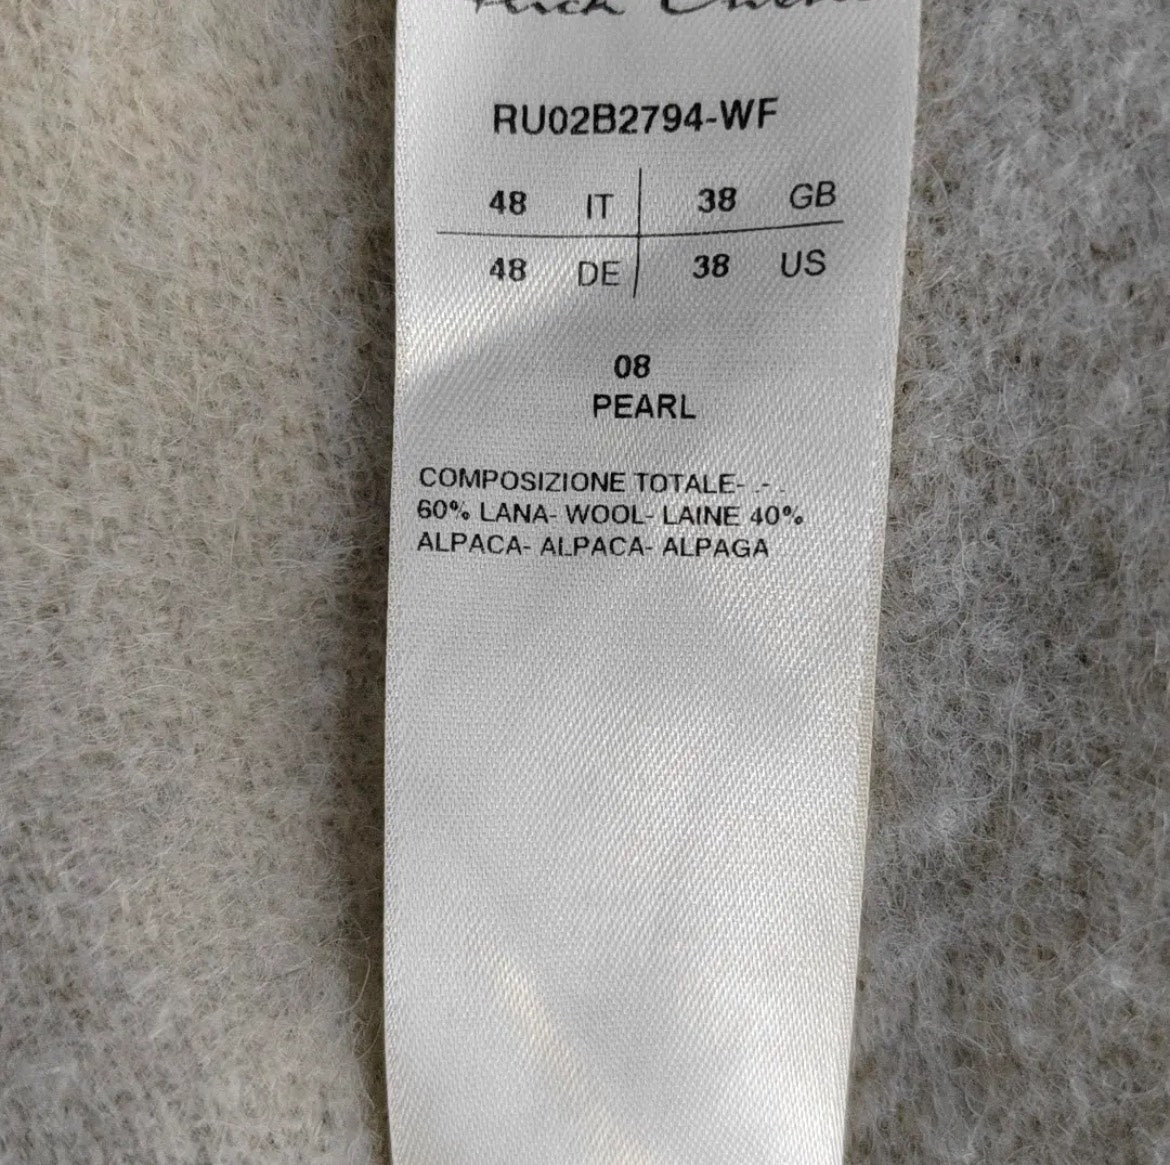 RU02B2794-WF
48 IT 38 GB
48 DE 38 US
08
PEARL
COMPOSIZIONE TOTALE- .- .
60% LANA- WOOL- LAINE 40%
ALPACA- ALPACA- ALPAGA